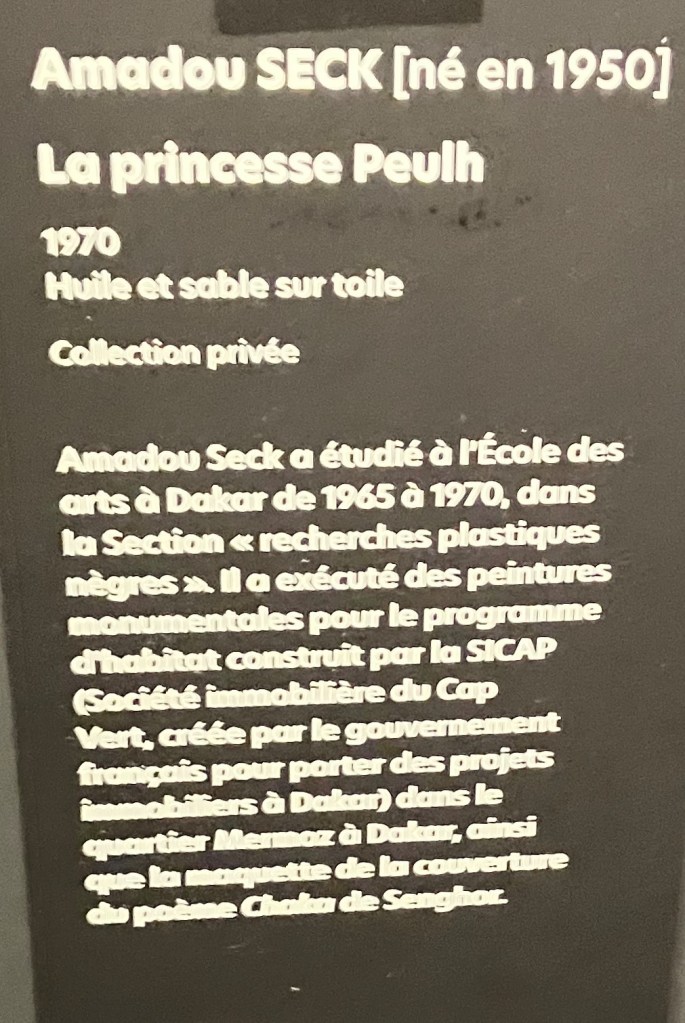 Amadou SECK [né en 1950]
La princesse Peulh
1970
Huile et sable sur toile
Collection privée
Amadou Seck a étudié à l'École des
arts à Dakar de 1965 à 1970, dans
la Section « recherches plastiques
nègres ». Il a exécuté des peintures
monumentales pour le programme
d'habitat construit par la SICAP
(Société immobilière du Cap
Vert, créée par le gouvernement
français pour porter des projets
immobiliers à Dakar) dans le
quartier Mermoz à Dakar, ainsi
que la maquette de la couverture
du poème Chaka de Senghor.